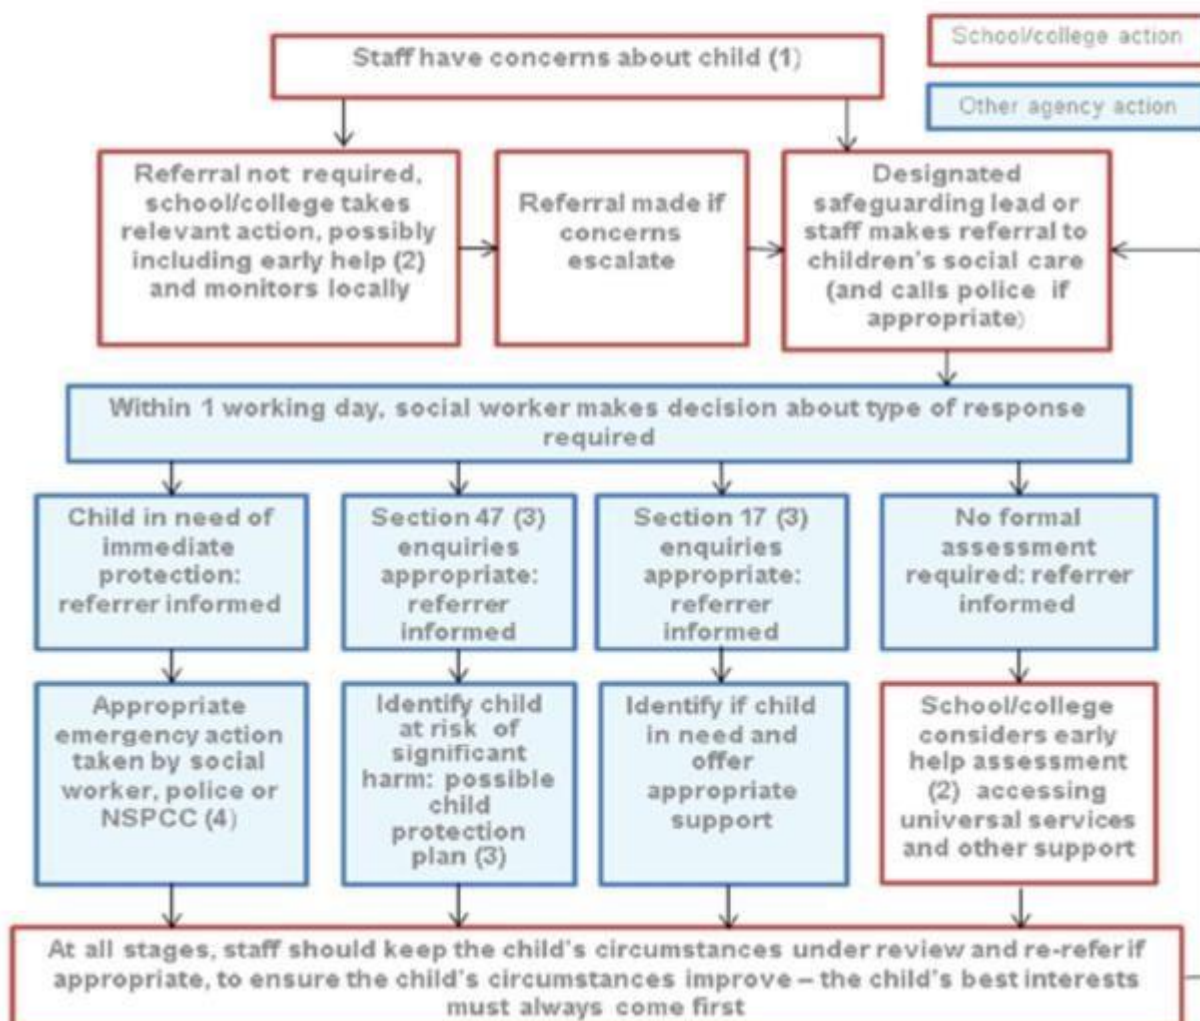 School/college action
Staff have concerns about child (1)
Other agency action
Referral not required,
school/college takes
relevant action, possibly
including early help (2)
and monitors locally
Referral made if
concerns
escalate
Designated
safeguarding lead or
staff makes referral to
children's social care
(and calls police if
appropriate)
Within 1 working day, social worker makes decision about type of response
required
Child in need of
immediate
protection:
referrer informed
Section 47 (3)
enquiries
appropriate:
referrer
informed
Section 17 (3)
enquiries
appropriate:
referrer
informed
No formal
assessment
required: referrer
informed
Appropriate
emergency action
taken by social
worker, police or
NSPCC (4)
Identify child
at risk of
significant
harm: possible
child
protection
plan (3)
Identify if child
in need and
offer
appropriate
support
School/college
considers early
help assessment
(2) accessing
universal services
and other support
At all stages, staff should keep the child's circumstances under review and re-refer if
appropriate, to ensure the child's circumstances improve – the child's best interests
must always come first